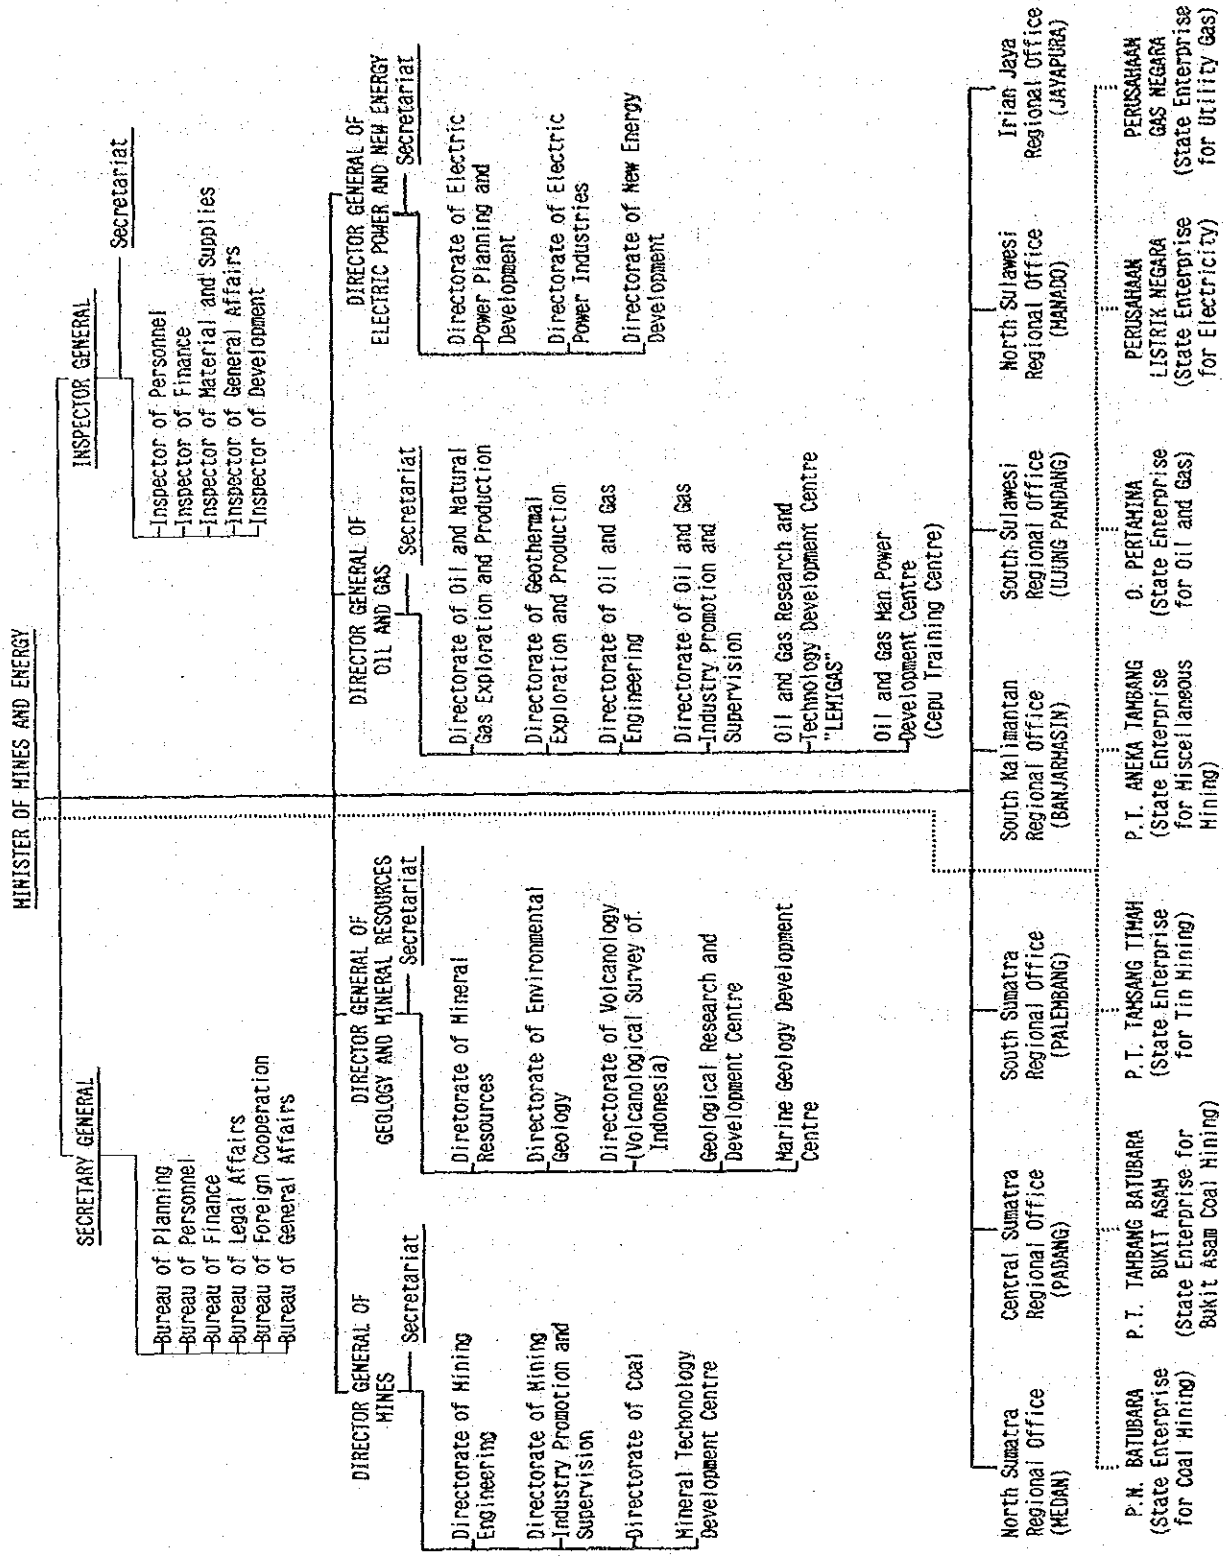 MINISTER OF MINES AND ENERGY
SECRETARY GENERAL
Bureau of Planning
Bureau of Personnel
Bureau of Finance
Bureau of Legal Affairs
Bureau of Foreign Cooperation
Bureau of General Affairs
INSPECTOR GENERAL
Secretariat
Inspector of Personnel
Inspector of Finance
Inspector of Material and Supplies
Inspector of General Affairs
Inspector of Development
DIRECTOR GENERAL OF
MINES
Secretariat
Directorate of Mining
Engineering
Directorate of Mining
Industry Promotion and
Supervision
Directorate of Coal
Mineral Techonology
Development Centre
DIRECTOR GENERAL OF
GEOLOGY AND MINERAL RESOURCES
Secretariat
Diretorate of Mineral
Resources
Directorate of Environmental
Geology
Directorate of Volcanology
(Volcanological Survey of
Indonesia)
Geological Research and
Development Centre
Marine Geology Development
Centre
DIRECTOR GENERAL OF
OIL AND GAS
Secretariat
Directorate of Oil and Natural
Gas Exploration and Production
Directorate of Geothermal
Exploration and Production
Directorate of Oil and Gas
Engineering
Directorate of Oil and Gas
Industry Promotion and
Supervision
Oil and Gas Research and
Technology Development Centre
"LEMIGAS"
Oil and Gas Man Power
Development Centre
(Cepu Training Centre)
DIRECTOR GENERAL OF
ELECTRIC POWER AND NEW ENERGY
Secretariat
Directorate of Electric
Power Planning and
Development
Directorate of Electric
Power Industries
Directorate of New Energy
Development
North Sumatra
Regional Office
(MEDAN)
Central Sumatra
Regional Office
(PADANG)
South Sumatra
Regional Office
(PALEMBANG)
South Kalimantan
Regional Office
(BANJARMASIN)
South Sulawesi
Regional Office
(UJUNG PANDANG)
North Sulawesi
Regional Office
(MANADO)
Irian Jaya
Regional Office
(JAYAPURA)
P.N. BATUBARA
(State Enterprise
for Coal Mining)
P.T. TAMBANG BATUBARA
BUKIT ASAM
(State Enterprise for
Bukit Asam Coal Mining)
P.T. TAMSANG TIMAH
(State Enterprise
for Tin Mining)
P.T. ANEKA TAMBANG
(State Enterprise
for Miscellaneous
Mining)
O. PERTAMINA
(State Enterprise
for Oil and Gas)
PERUSAHAAN
LISTRIK NEGARA
(State Enterprise
for Electricity)
PERUSAHAAN
GAS NEGARA
(State Enterprise
for Utility Gas)